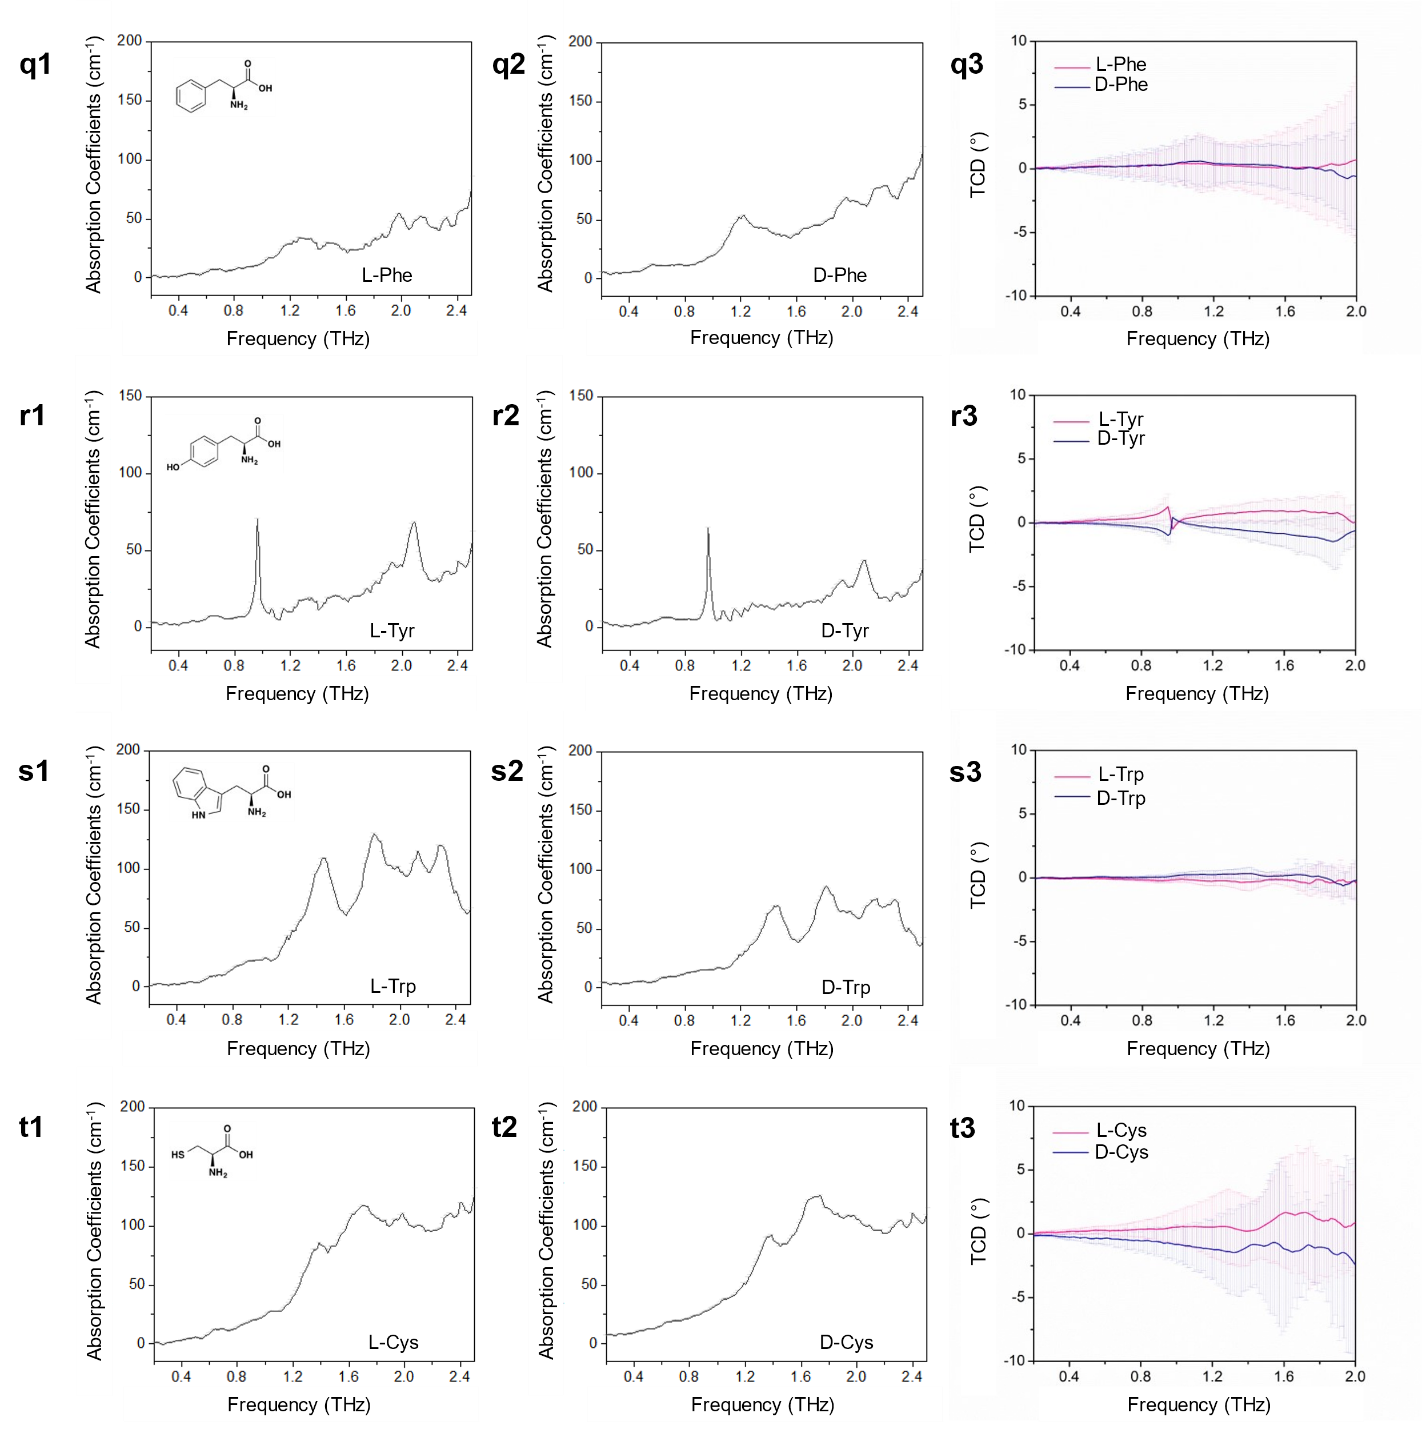 q1
Absorption Coefficients (cm⁻¹)
200
150
100
50
0
O
OH
NH₂
L-Phe
0.4 0.8 1.2 1.6 2.0 2.4
Frequency (THz)
q2
Absorption Coefficients (cm⁻¹)
200
150
100
50
0
D-Phe
0.4 0.8 1.2 1.6 2.0 2.4
Frequency (THz)
q3
TCD (°)
10
5
0
-5
-10
L-Phe
D-Phe
0.4 0.8 1.2 1.6 2.0
Frequency (THz)
r1
Absorption Coefficients (cm⁻¹)
150
100
50
0
O
OH
NH₂
HO
L-Tyr
0.4 0.8 1.2 1.6 2.0 2.4
Frequency (THz)
r2
Absorption Coefficients (cm⁻¹)
150
100
50
0
D-Tyr
0.4 0.8 1.2 1.6 2.0 2.4
Frequency (THz)
r3
TCD (°)
10
5
0
-5
-10
L-Tyr
D-Tyr
0.4 0.8 1.2 1.6 2.0
Frequency (THz)
s1
Absorption Coefficients (cm⁻¹)
200
150
100
50
0
O
OH
NH₂
HN
L-Trp
0.4 0.8 1.2 1.6 2.0 2.4
Frequency (THz)
s2
Absorption Coefficients (cm⁻¹)
200
150
100
50
0
D-Trp
0.4 0.8 1.2 1.6 2.0 2.4
Frequency (THz)
s3
TCD (°)
10
5
0
-5
-10
L-Trp
D-Trp
0.4 0.8 1.2 1.6 2.0
Frequency (THz)
t1
Absorption Coefficients (cm⁻¹)
200
150
100
50
0
O
HS
OH
NH₂
L-Cys
0.4 0.8 1.2 1.6 2.0 2.4
Frequency (THz)
t2
Absorption Coefficients (cm⁻¹)
200
150
100
50
0
D-Cys
0.4 0.8 1.2 1.6 2.0 2.4
Frequency (THz)
t3
TCD (°)
10
5
0
-5
-10
L-Cys
D-Cys
0.4 0.8 1.2 1.6 2.0
Frequency (THz)